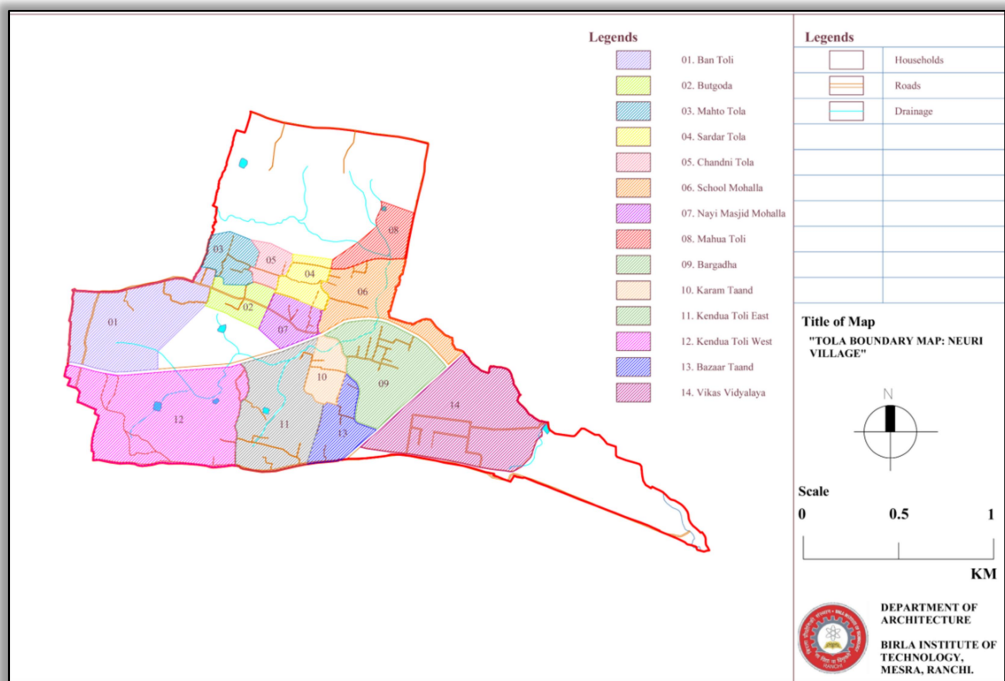 Legends
01. Ban Toli
02. Butgoda
03. Mahto Tola
04. Sardar Tola
05. Chandni Tola
06. School Mohalla
07. Nayi Masjid Mohalla
08. Mahua Toli
09. Bargadha
10. Karam Taand
11. Kendua Toli East
12. Kendua Toli West
13. Bazaar Taand
14. Vikas Vidyalaya
08
03
05
04
06
02
01
07
10
09
14
12
11
13
Legends
Households
Roads
Drainage
Title of Map
"TOLA BOUNDARY MAP: NEURI
VILLAGE"
N
Scale
0 0.5 1
KM
DEPARTMENT OF
ARCHITECTURE
BIRLA INSTITUTE OF
TECHNOLOGY,
MESRA, RANCHI.
RANCHI